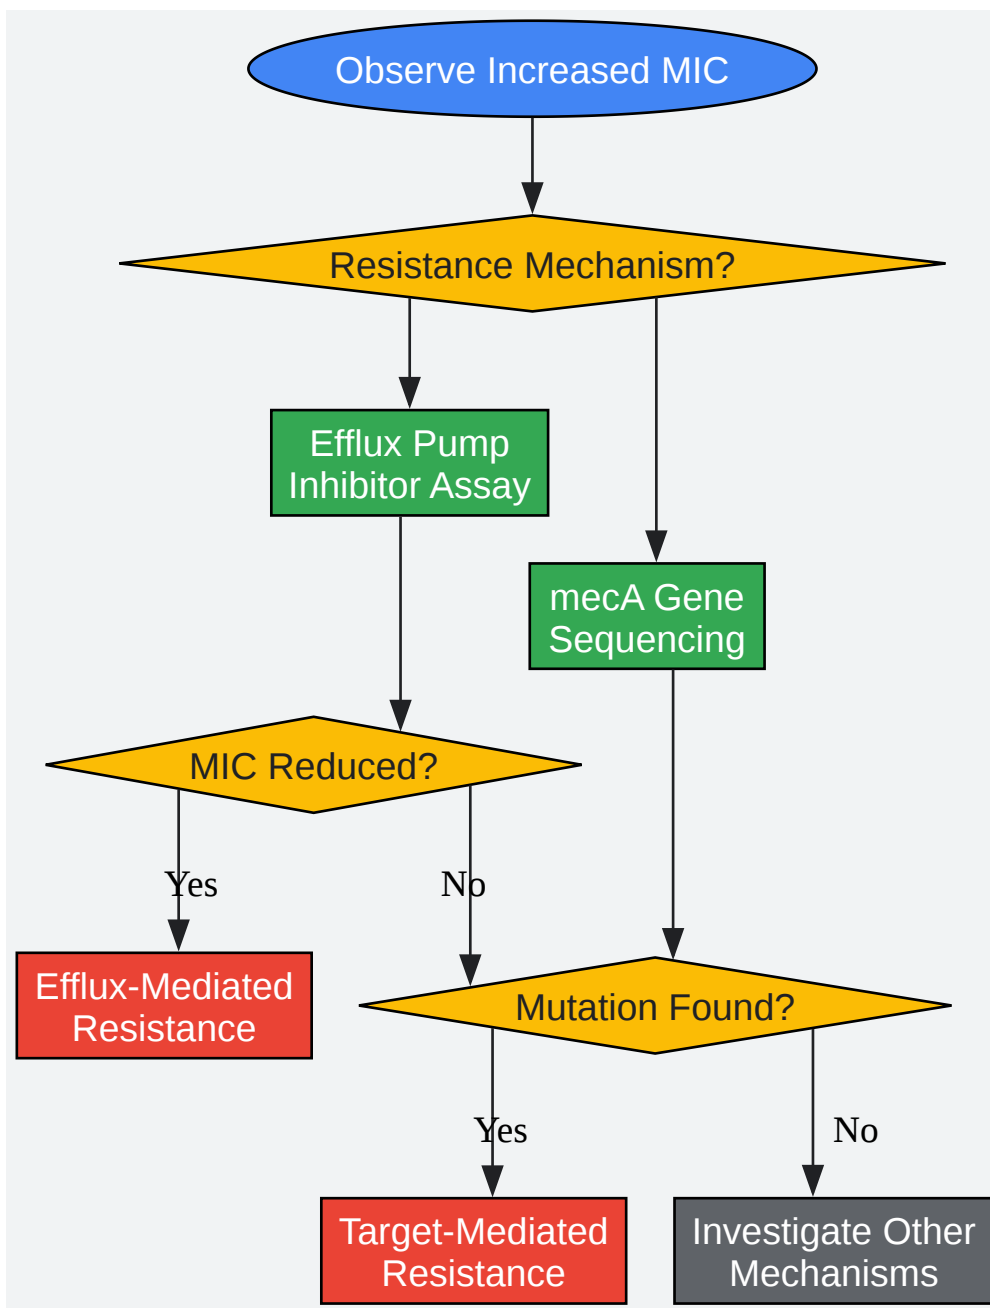 Observe Increased MIC
Resistance Mechanism?
Efflux Pump
Inhibitor Assay
mecA Gene
Sequencing
MIC Reduced?
Yes
No
Efflux-Mediated
Resistance
Mutation Found?
Yes
No
Target-Mediated
Resistance
Investigate Other
Mechanisms